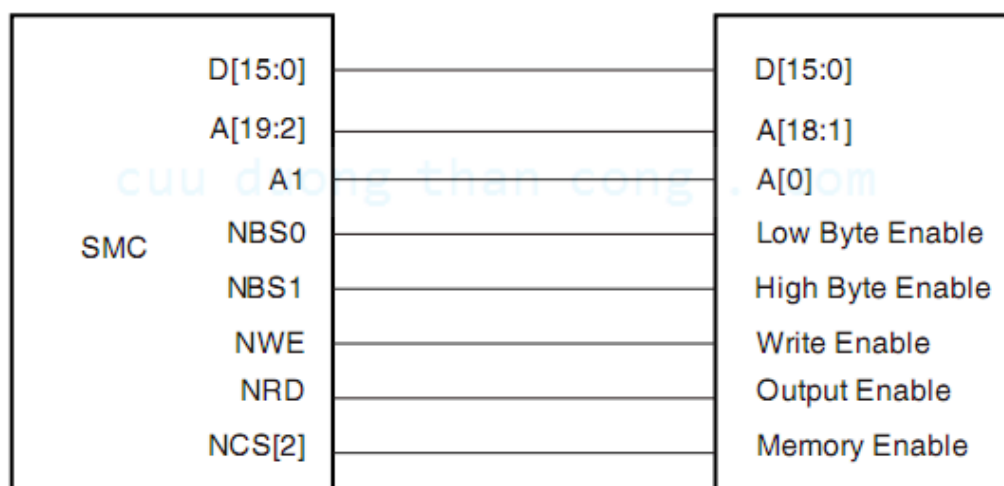 D[15:0] D[15:0]
A[19:2] A[18:1]
cuu duong than cong . com
A1 A[0]
NBS0 Low Byte Enable
SMC
NBS1 High Byte Enable
NWE Write Enable
NRD Output Enable
NCS[2] Memory Enable